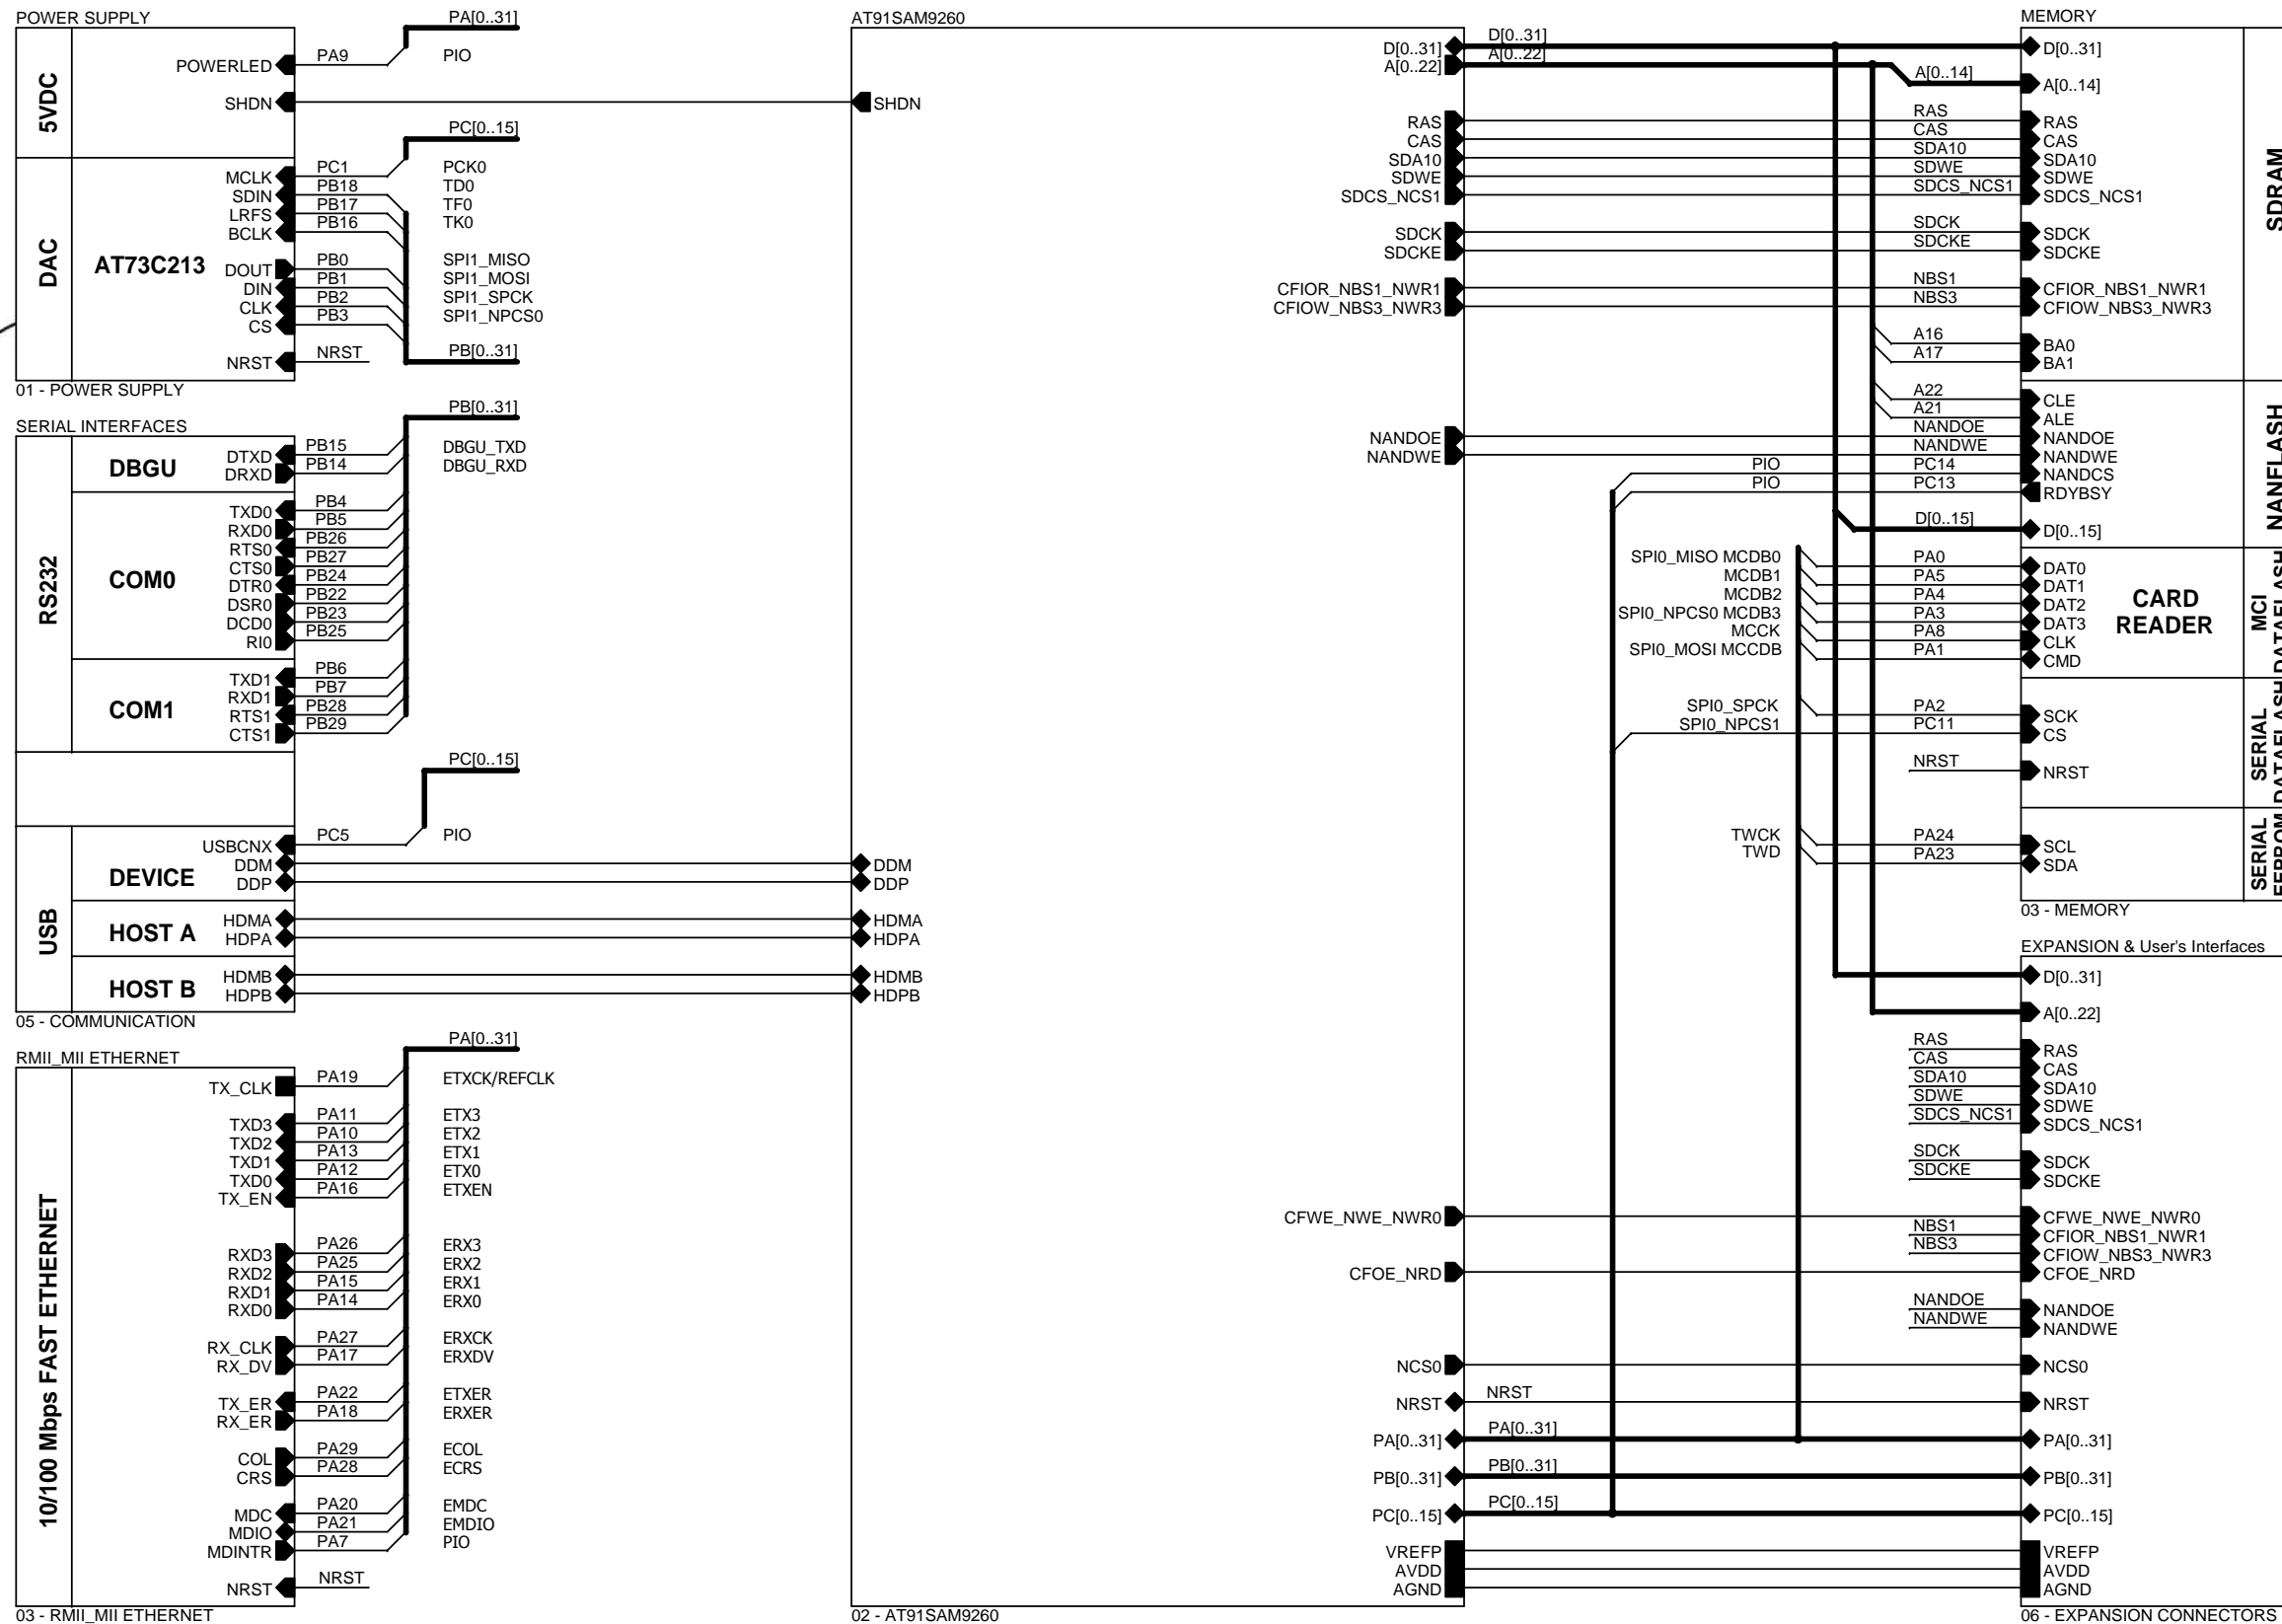 POWER SUPPLY
PA[0..31]
5VDC
POWERLED PA9 PIO
SHDN
PC[0..15]
DAC
AT73C213
MCLK PC1 PCK0
SDIN PB18 TD0
LRFS PB17 TF0
BCLK PB16 TK0
DOUT PB0 SPI1_MISO
DIN PB1 SPI1_MOSI
CLK PB2 SPI1_SPCK
CS PB3 SPI1_NPCS0
NRST NRST PB[0..31]
01 - POWER SUPPLY
SERIAL INTERFACES
PB[0..31]
RS232
DBGU
DTXD PB15 DBGU_TXD
DRXD PB14 DBGU_RXD
COM0
TXD0 PB4
RXD0 PB5
RTS0 PB26
CTS0 PB27
DTR0 PB24
DSR0 PB22
DCD0 PB23
RI0 PB25
COM1
TXD1 PB6
RXD1 PB7
RTS1 PB28
CTS1 PB29
PC[0..15]
USB
USBCNX PC5 PIO
DEVICE
DDM
DDP
HOST A
HDMA
HDPA
HOST B
HDMB
HDPB
05 - COMMUNICATION
RMII_MII ETHERNET
PA[0..31]
10/100 Mbps FAST ETHERNET
TX_CLK PA19 ETXCK/REFCLK
TXD3 PA11 ETX3
TXD2 PA10 ETX2
TXD1 PA13 ETX1
TXD0 PA12 ETX0
TX_EN PA16 ETXEN
RXD3 PA26 ERX3
RXD2 PA25 ERX2
RXD1 PA15 ERX1
RXD0 PA14 ERX0
RX_CLK PA27 ERXCK
RX_DV PA17 ERXDV
TX_ER PA22 ETXER
RX_ER PA18 ERXER
COL PA29 ECOL
CRS PA28 ECRS
MDC PA20 EMDC
MDIO PA21 EMDIO
MDINTR PA7 PIO
NRST NRST
03 - RMII_MII ETHERNET
AT91SAM9260
SHDN
DDM
DDP
HDMA
HDPA
HDMB
HDPB
D[0..31] D[0..31]
A[0..22] A[0..22]
RAS
CAS
SDA10
SDWE
SDCS_NCS1
SDCK
SDCKE
CFIOR_NBS1_NWR1
CFIOW_NBS3_NWR3
NANDOE
NANDWE
CFWE_NWE_NWR0
CFOE_NRD
NCS0
NRST NRST
PA[0..31] PA[0..31]
PB[0..31] PB[0..31]
PC[0..15] PC[0..15]
VREFP
AVDD
AGND
02 - AT91SAM9260
MEMORY
D[0..31]
A[0..14] A[0..14]
RAS RAS
CAS CAS
SDA10 SDA10
SDWE SDWE
SDCS_NCS1 SDCS_NCS1
SDCK SDCK
SDCKE SDCKE
NBS1 CFIOR_NBS1_NWR1
NBS3 CFIOW_NBS3_NWR3
A16 BA0
A17 BA1
SDRAM
A22 CLE
A21 ALE
NANDOE NANDOE
NANDWE NANDWE
PIO PC14 NANDCS
PIO PC13 RDYBSY
D[0..15] D[0..15]
NANFLASH
SPI0_MISO MCDB0 PA0 DAT0
MCDB1 PA5 DAT1
MCDB2 PA4 DAT2
SPI0_NPCS0 MCDB3 PA3 DAT3
MCCK PA8 CLK
SPI0_MOSI MCCDB PA1 CMD
CARD
READER
MCI
DATAFLASH
SPI0_SPCK PA2 SCK
SPI0_NPCS1 PC11 CS
NRST NRST
SERIAL
DATAFLASH
TWCK PA24 SCL
TWD PA23 SDA
SERIAL
EEPROM
03 - MEMORY
EXPANSION & User's Interfaces
D[0..31]
A[0..22]
RAS RAS
CAS CAS
SDA10 SDA10
SDWE SDWE
SDCS_NCS1 SDCS_NCS1
SDCK SDCK
SDCKE SDCKE
CFWE_NWE_NWR0
NBS1 CFIOR_NBS1_NWR1
NBS3 CFIOW_NBS3_NWR3
CFOE_NRD
NANDOE NANDOE
NANDWE NANDWE
NCS0
NRST
PA[0..31]
PB[0..31]
PC[0..15]
VREFP
AVDD
AGND
06 - EXPANSION CONNECTORS